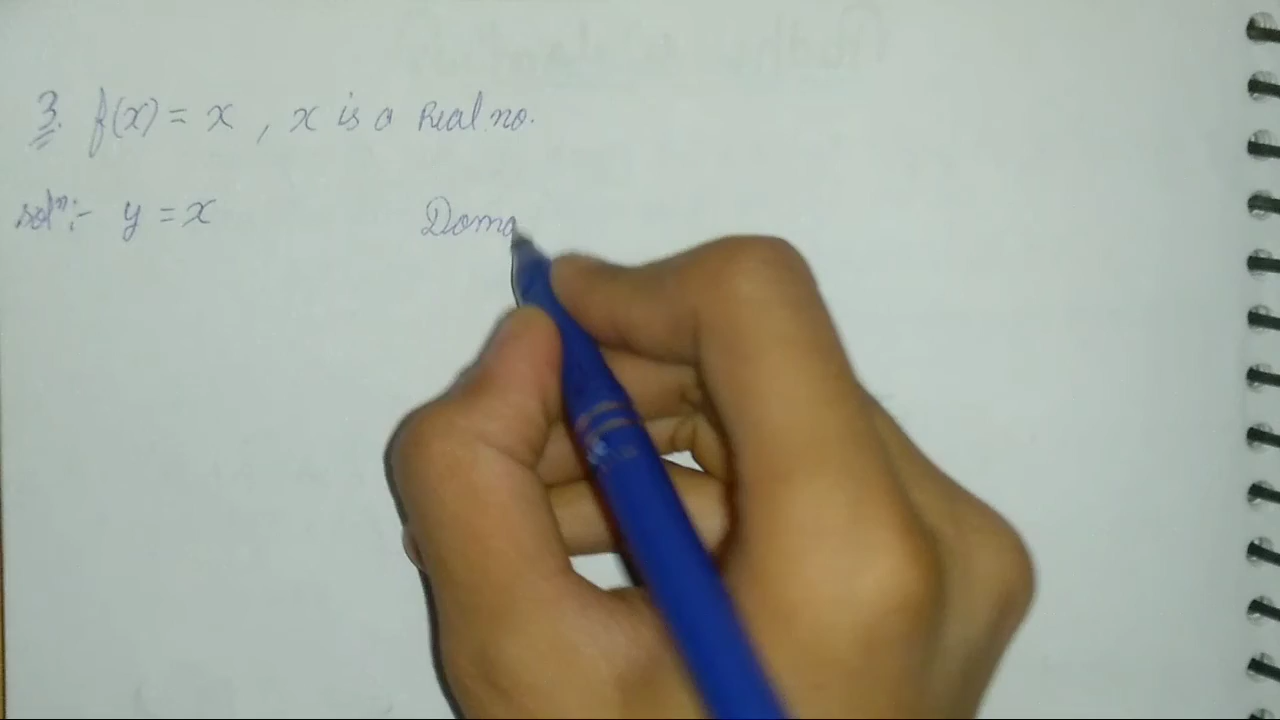 3. f(x) = x , x is a Real no.
solⁿ:- y = x Doma